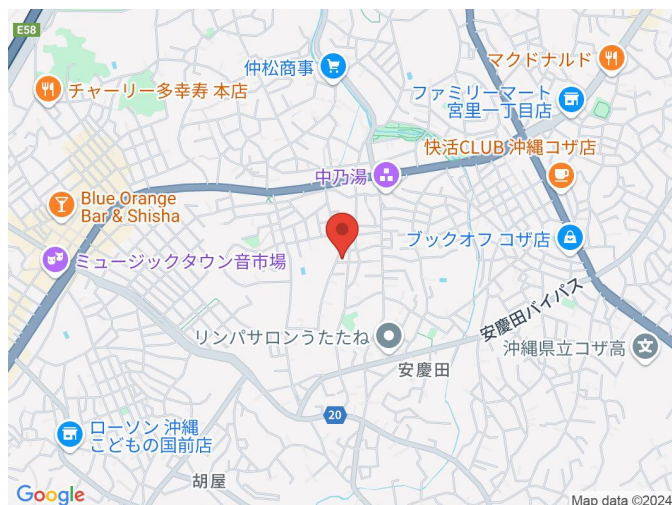 E58
仲松商事
マクドナルド
チャーリー多幸寿 本店
ファミリーマート
宮里一丁目店
快活CLUB 沖縄コザ店
中乃湯
Blue Orange
Bar & Shisha
ブックオフ コザ店
ミュージックタウン音市場
安慶田バイパス
リンパサロンうたたね
沖縄県立コザ高
安慶田
20
ローソン 沖縄
こどもの国前店
胡屋
Google
Map data ©2024